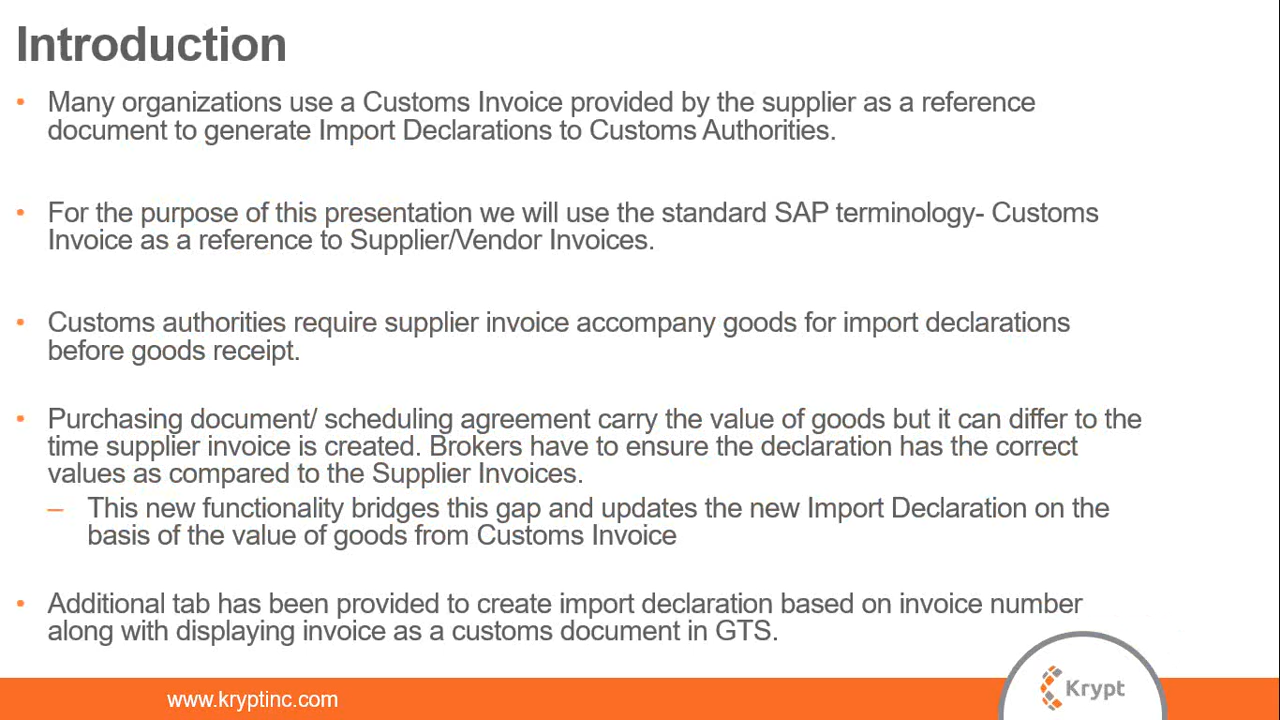 Introduction
• Many organizations use a Customs Invoice provided by the supplier as a reference
document to generate Import Declarations to Customs Authorities.
• For the purpose of this presentation we will use the standard SAP terminology- Customs
Invoice as a reference to Supplier/Vendor Invoices.
• Customs authorities require supplier invoice accompany goods for import declarations
before goods receipt.
• Purchasing document/ scheduling agreement carry the value of goods but it can differ to the
time supplier invoice is created. Brokers have to ensure the declaration has the correct
values as compared to the Supplier Invoices.
– This new functionality bridges this gap and updates the new Import Declaration on the
basis of the value of goods from Customs Invoice
• Additional tab has been provided to create import declaration based on invoice number
along with displaying invoice as a customs document in GTS.
www.kryptinc.com
Krypt